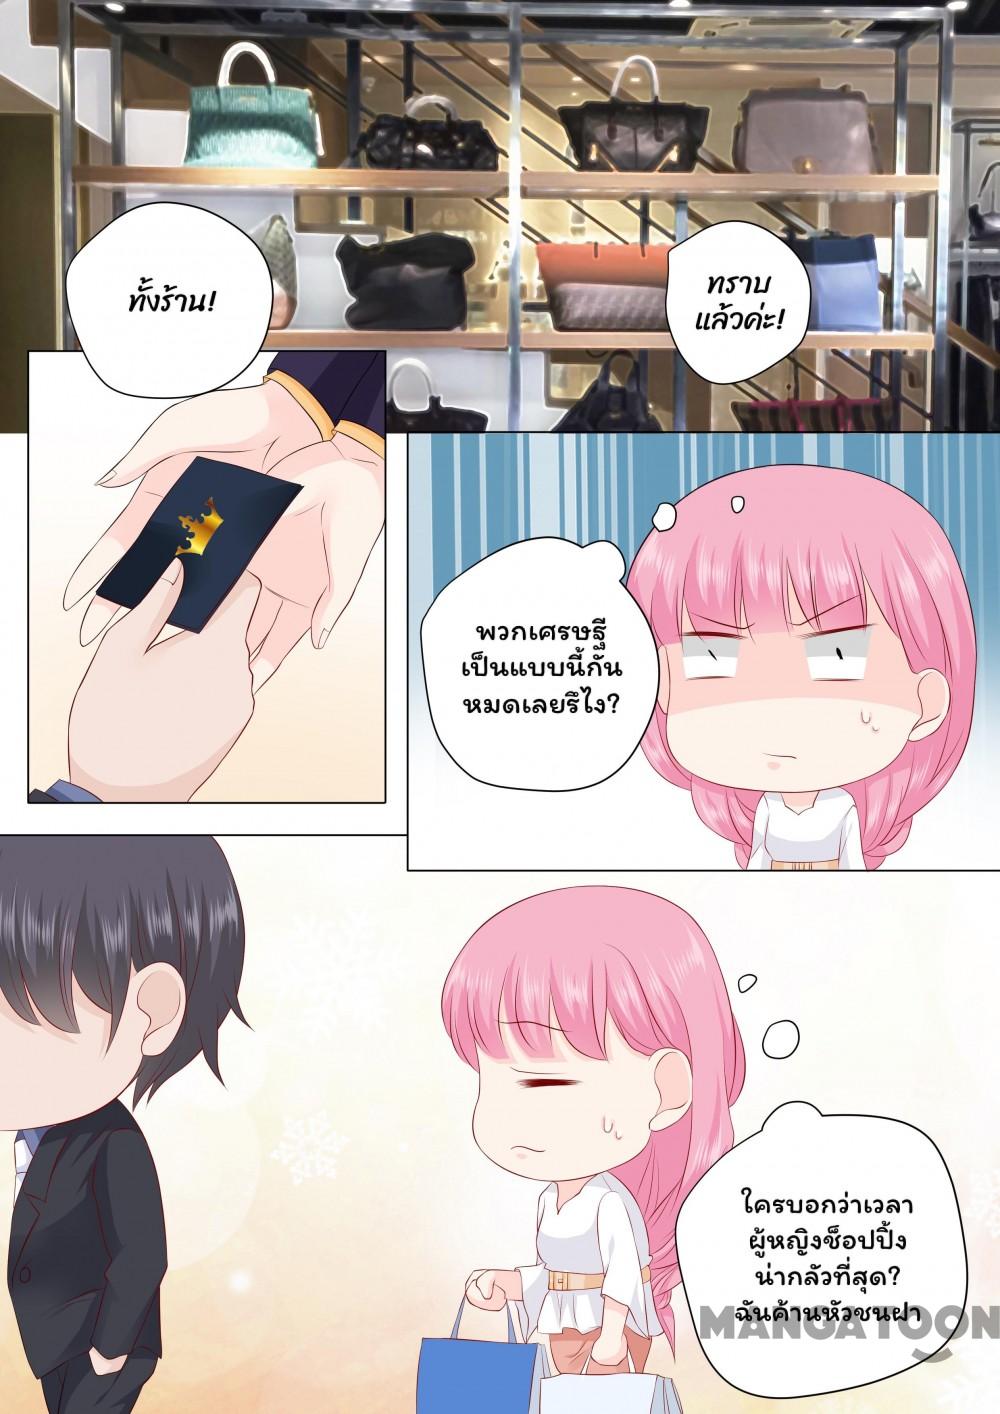 ทั้งร้าน!
ทราบ
แล้วค่ะ!
พวกเศรษฐี
เป็นแบบนี้กัน
หมดเลยรึไง?
ใครบอกว่าเวลา
ผู้หญิงช็อปปิ้ง
น่ากลัวที่สุด?
ฉันค้านหัวชนฝา
MANGATOON